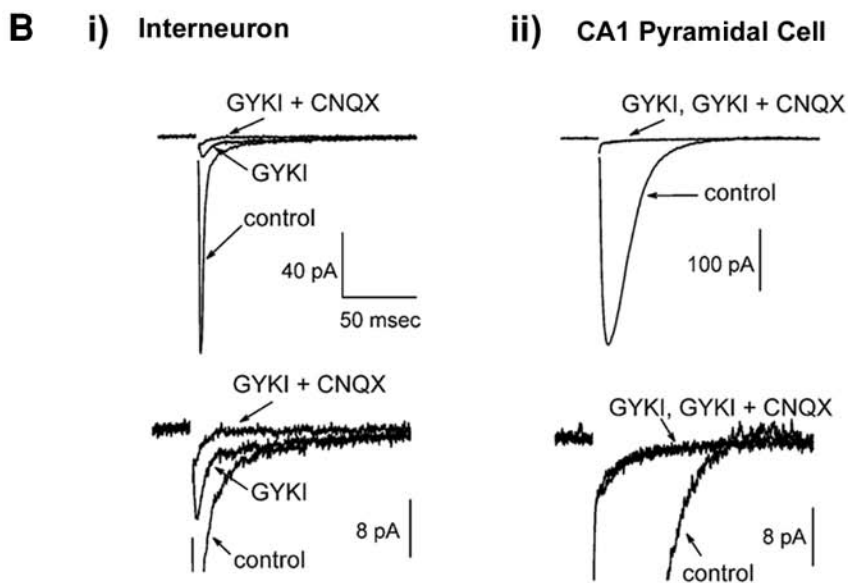 B i) Interneuron ii) CA1 Pyramidal Cell
GYKI + CNQX
GYKI
control
40 pA
50 msec
GYKI, GYKI + CNQX
control
100 pA
GYKI + CNQX
GYKI
control
8 pA
GYKI, GYKI + CNQX
control
8 pA